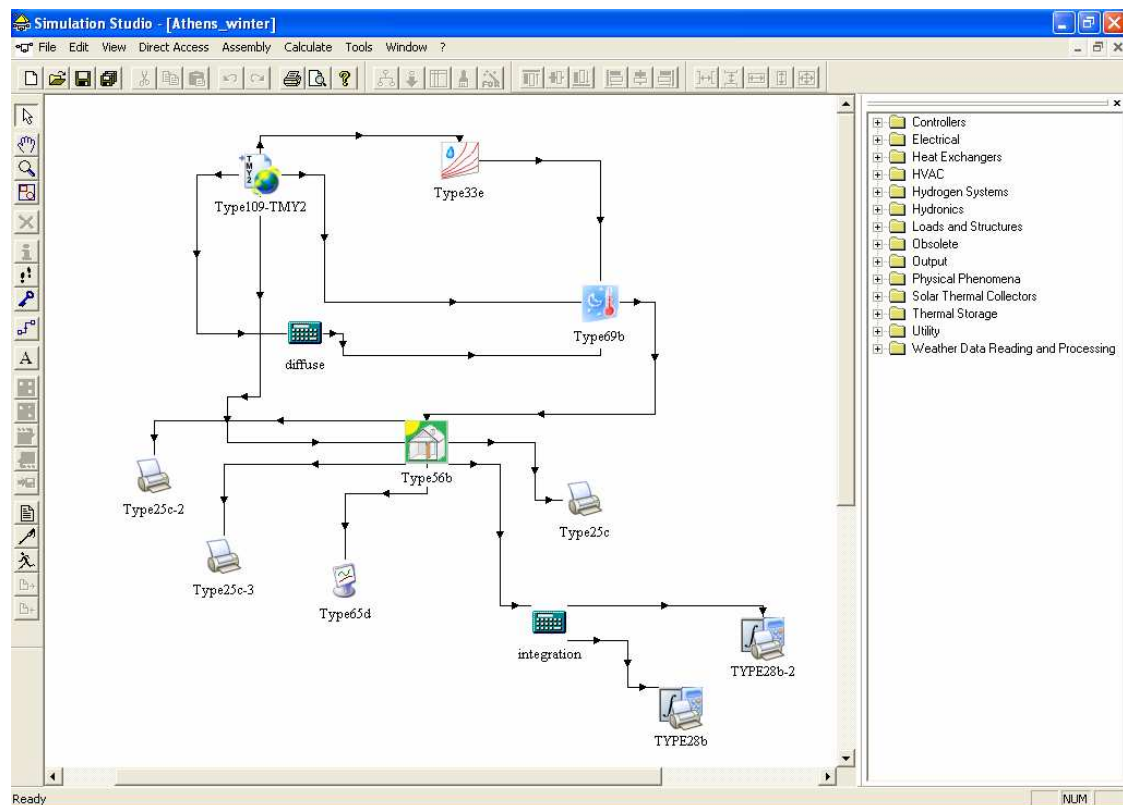 Simulation Studio - [Athens_winter]
File Edit View Direct Access Assembly Calculate Tools Window ?
FOR
A
TMY2
Type109-TMY2
Type33e
Type69b
diffuse
Type56b
Type25c-2
Type25c
Type25c-3
Type65d
integration
TYPE28b-2
TYPE28b
Controllers
Electrical
Heat Exchangers
HVAC
Hydrogen Systems
Hydronics
Loads and Structures
Obsolete
Output
Physical Phenomena
Solar Thermal Collectors
Thermal Storage
Utility
Weather Data Reading and Processing
Ready
NUM